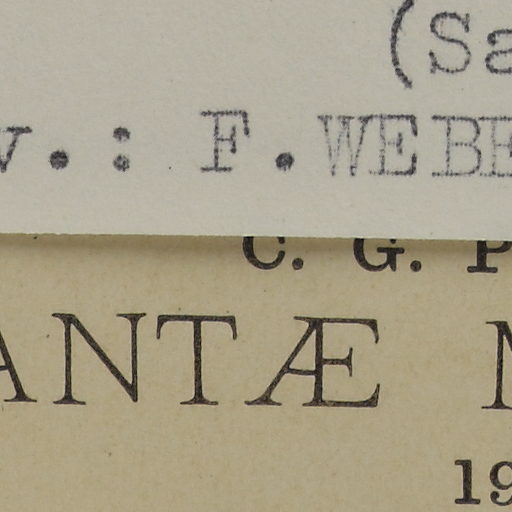 (Sa
v.: F.WEBE
C. G. P
ANTÆ M
19